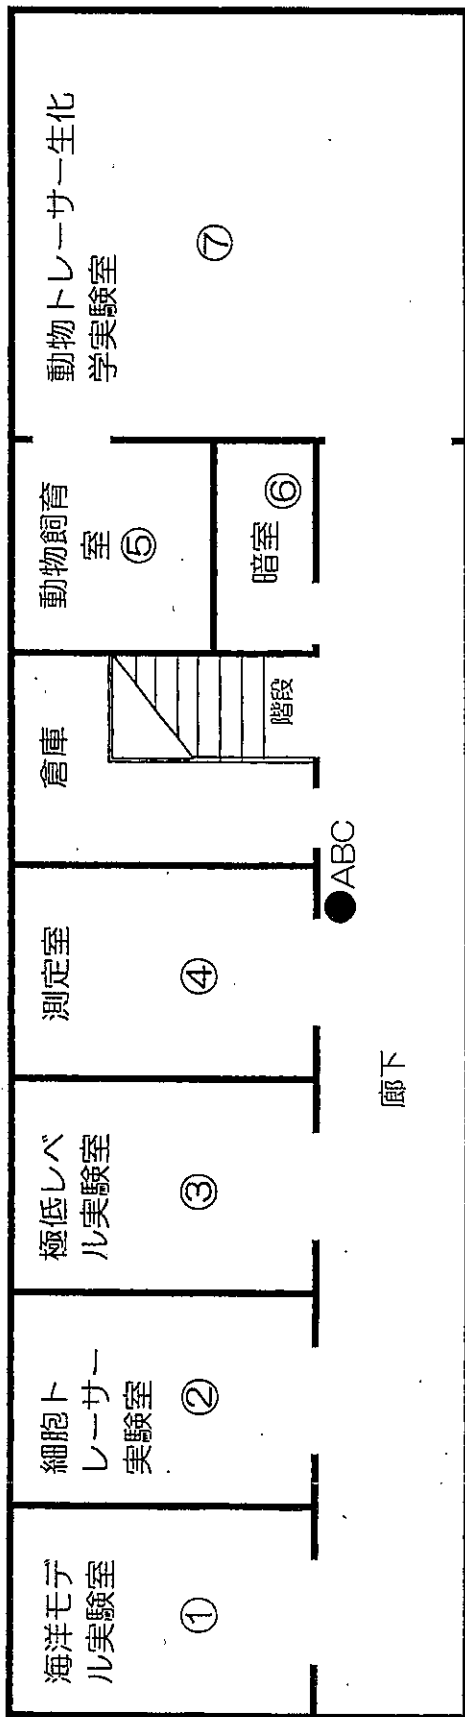 海洋モデ
ル実験室
①
細胞ト
レーサー
実験室
②
極低レベ
ル実験室
③
測定室
④
倉庫
階段
動物飼育
室
⑤
暗室
⑥
動物トレーサー生化
学実験室
⑦
ABC
廊下